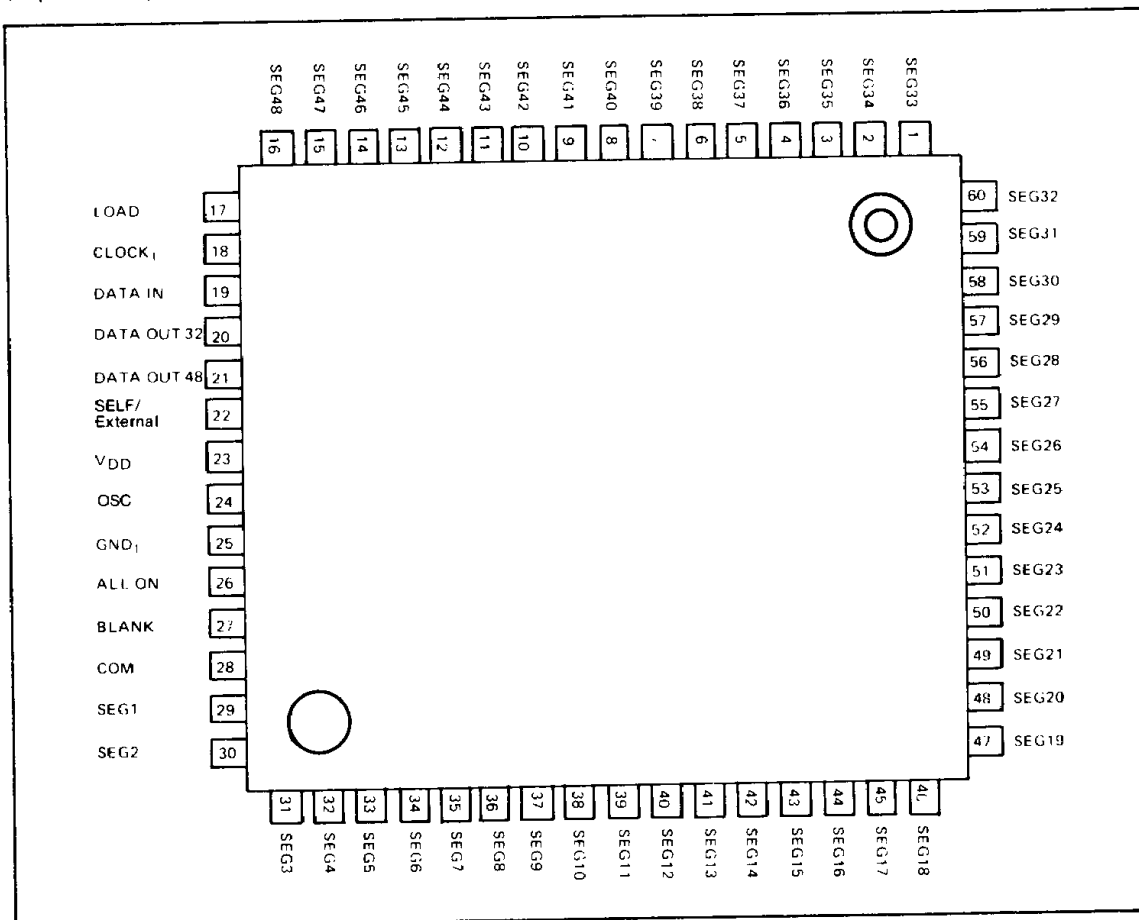 SEG48 SEG47 SEG46 SEG45 SEG44 SEG43 SEG42 SEG41 SEG40 SEG39 SEG38 SEG37 SEG36 SEG35 SEG34 SEG33
16 15 14 13 12 11 10 9 8 7 6 5 4 3 2 1
LOAD 17
CLOCK₁ 18
DATA IN 19
DATA OUT 32 20
DATA OUT 48 21
SELF/
External 22
VDD 23
OSC 24
GND₁ 25
ALL ON 26
BLANK 27
COM 28
SEG1 29
SEG2 30
60 SEG32
59 SEG31
58 SEG30
57 SEG29
56 SEG28
55 SEG27
54 SEG26
53 SEG25
52 SEG24
51 SEG23
50 SEG22
49 SEG21
48 SEG20
47 SEG19
31 32 33 34 35 36 37 38 39 40 41 42 43 44 45 46
SEG3 SEG4 SEG5 SEG6 SEG7 SEG8 SEG9 SEG10 SEG11 SEG12 SEG13 SEG14 SEG15 SEG16 SEG17 SEG18